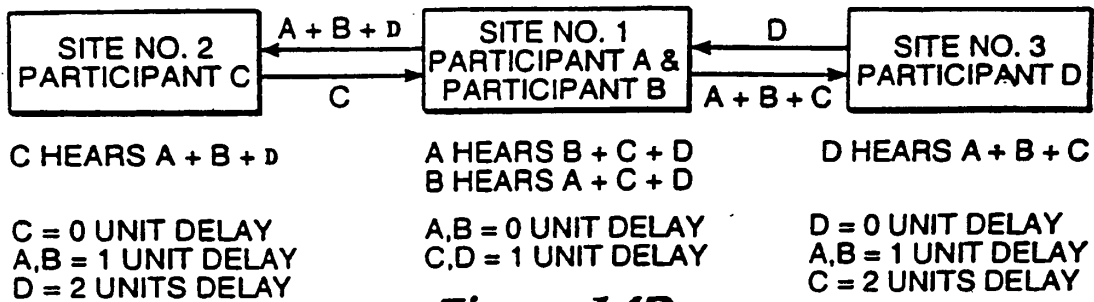 A + B + D
D
SITE NO. 2
PARTICIPANT C
SITE NO. 1
PARTICIPANT A &
PARTICIPANT B
SITE NO. 3
PARTICIPANT D
C
A + B + C
C HEARS A + B + D
A HEARS B + C + D
B HEARS A + C + D
D HEARS A + B + C
C = 0 UNIT DELAY
A,B = 1 UNIT DELAY
D = 2 UNITS DELAY
A,B = 0 UNIT DELAY
C,D = 1 UNIT DELAY
D = 0 UNIT DELAY
A,B = 1 UNIT DELAY
C = 2 UNITS DELAY